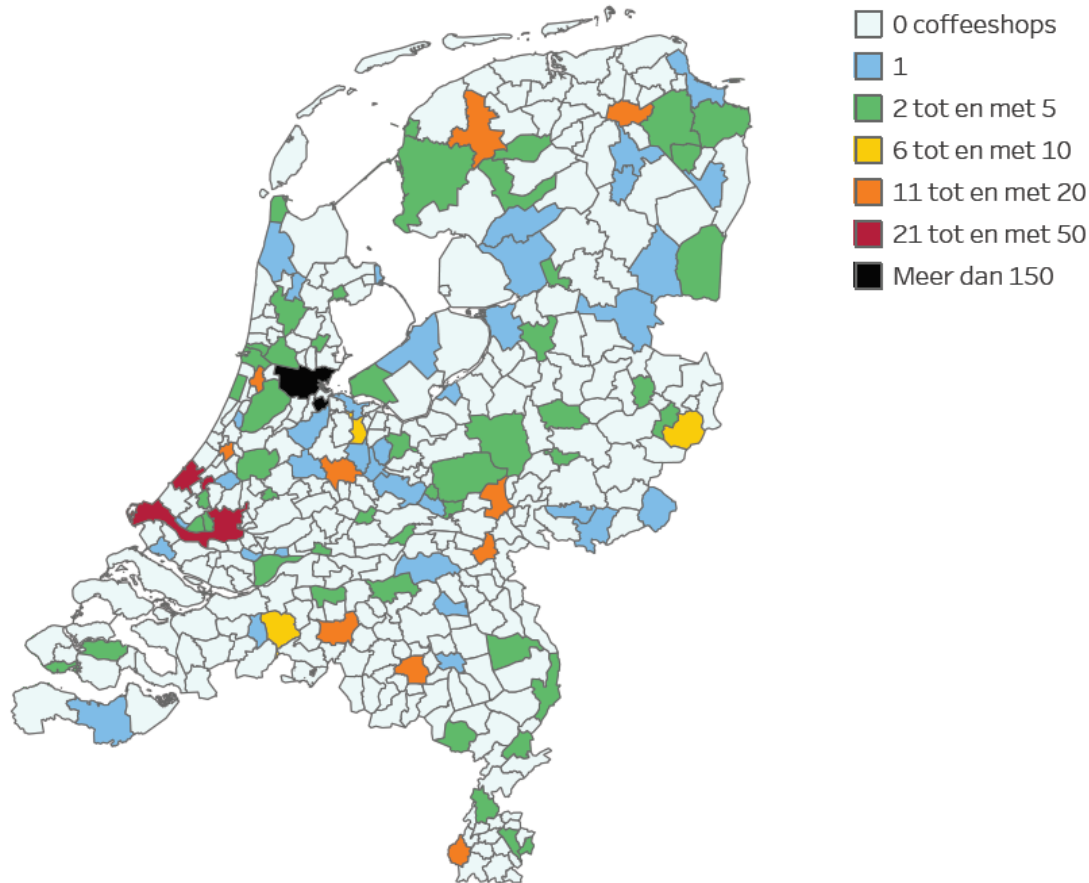 0 coffeeshops
1
2 tot en met 5
6 tot en met 10
11 tot en met 20
21 tot en met 50
Meer dan 150